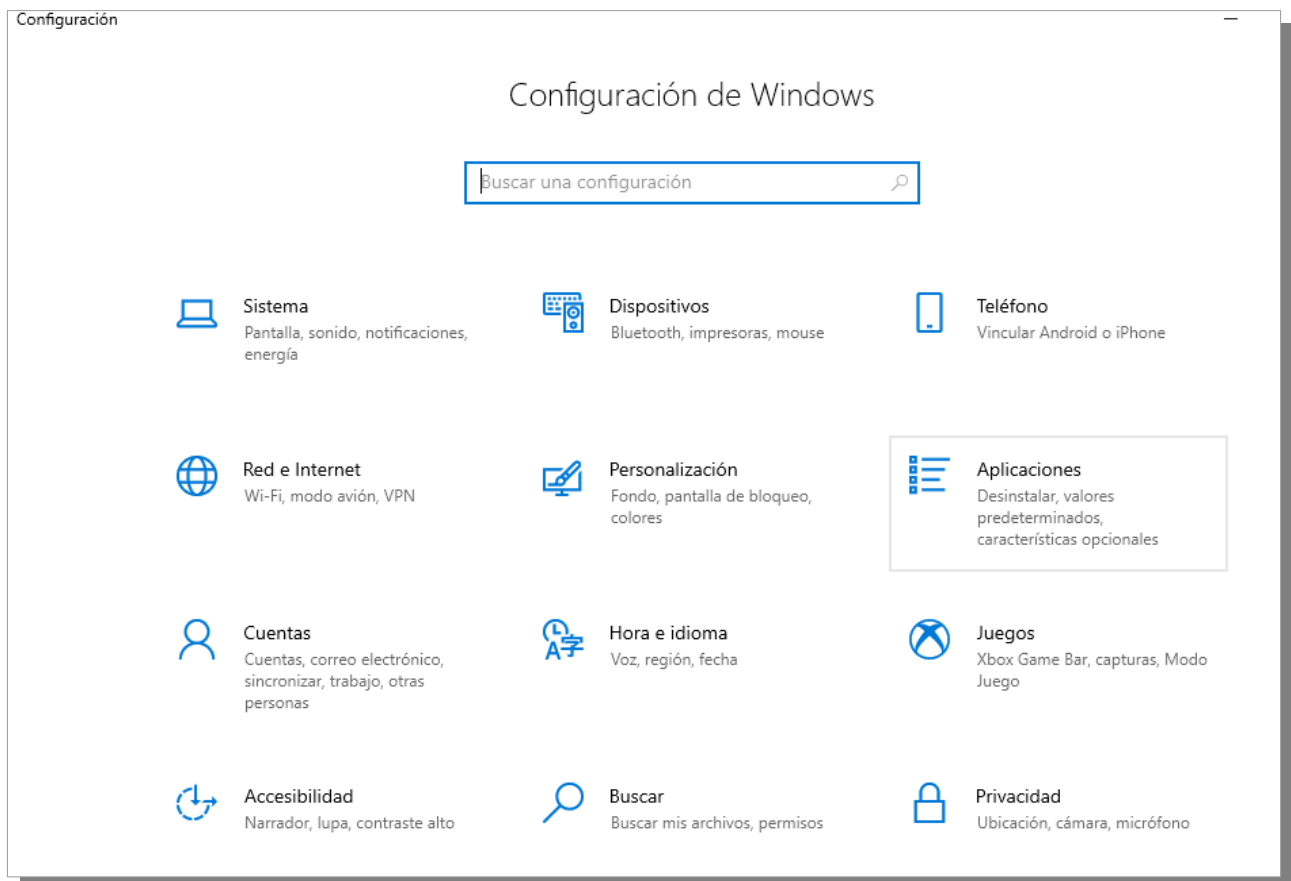 Configuración
Configuración de Windows
Buscar una configuración
Sistema
Pantalla, sonido, notificaciones,
energía
Dispositivos
Bluetooth, impresoras, mouse
Teléfono
Vincular Android o iPhone
Red e Internet
Wi-Fi, modo avión, VPN
Personalización
Fondo, pantalla de bloqueo,
colores
Aplicaciones
Desinstalar, valores
predeterminados,
características opcionales
Cuentas
Cuentas, correo electrónico,
sincronizar, trabajo, otras
personas
Hora e idioma
Voz, región, fecha
Juegos
Xbox Game Bar, capturas, Modo
Juego
Accesibilidad
Narrador, lupa, contraste alto
Buscar
Buscar mis archivos, permisos
Privacidad
Ubicación, cámara, micrófono